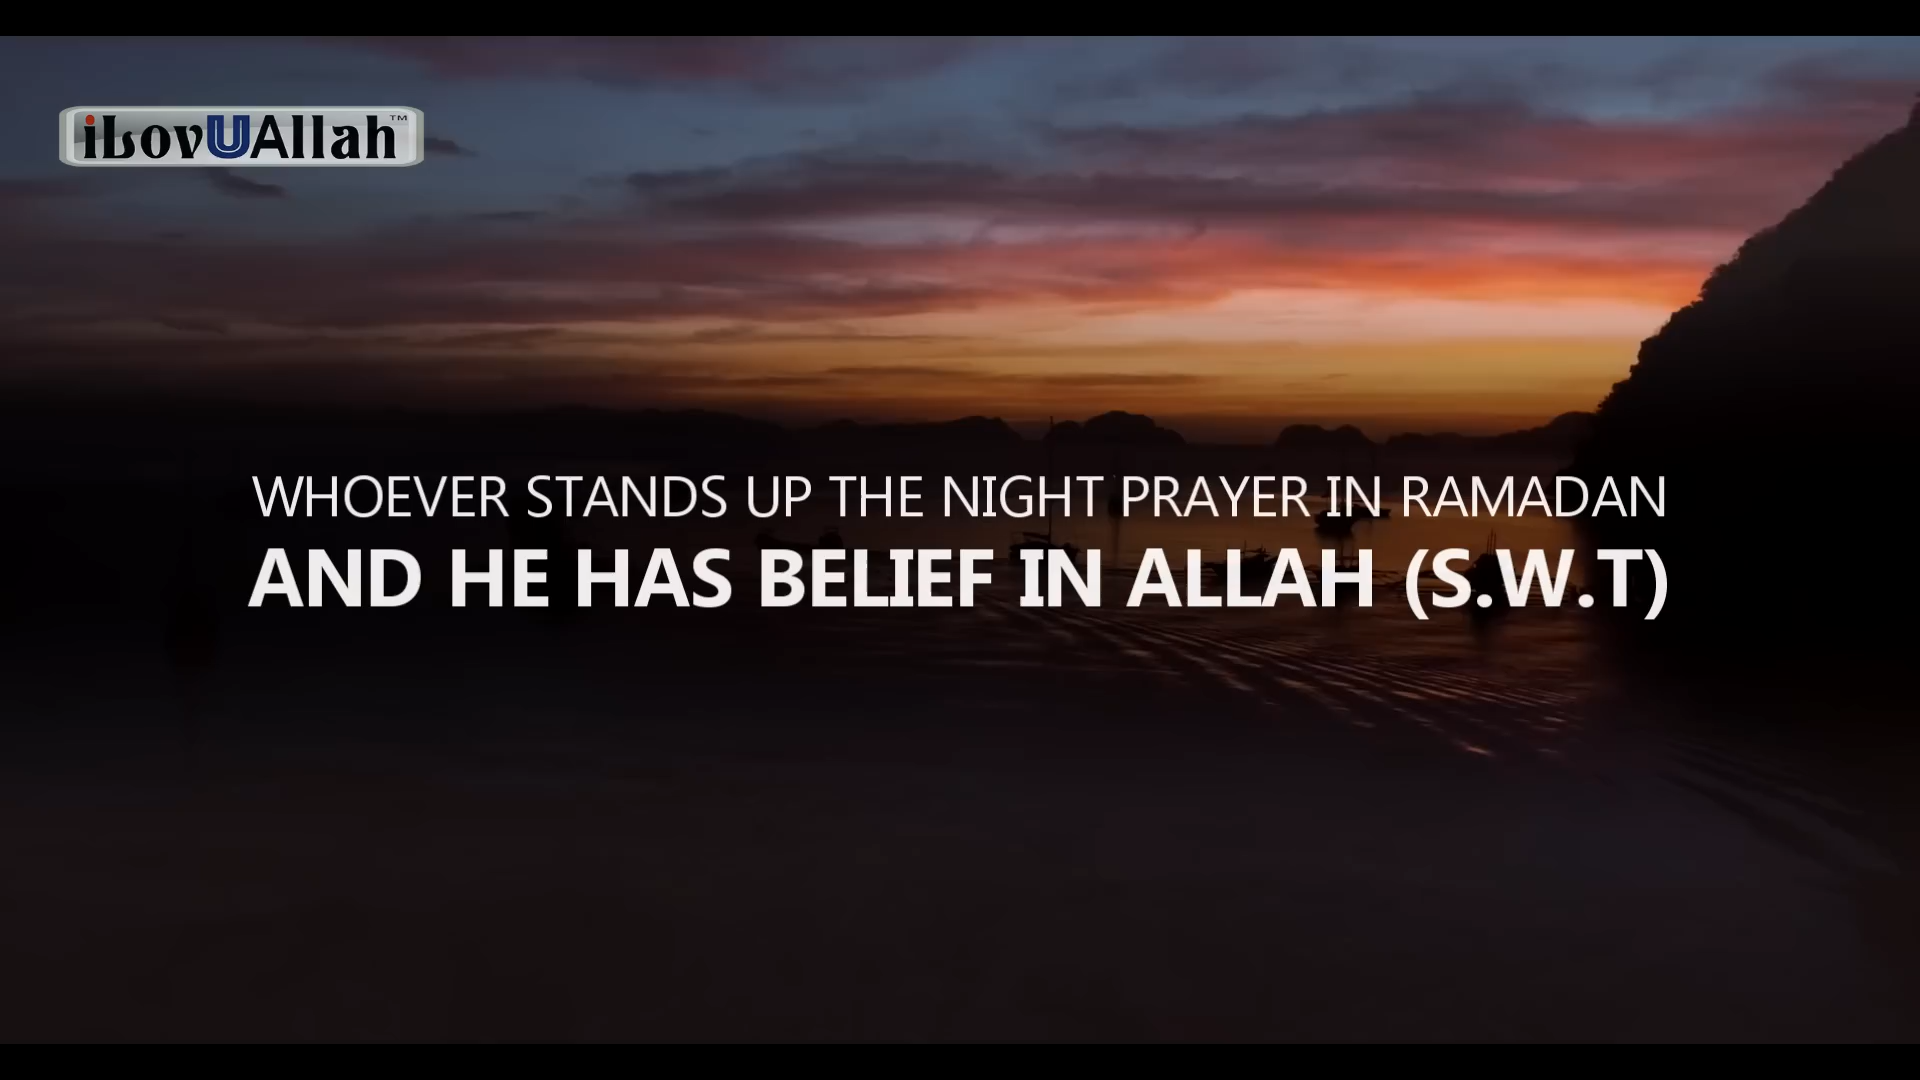 iLovUAllah™
WHOEVER STANDS UP THE NIGHT PRAYER IN RAMADAN
AND HE HAS BELIEF IN ALLAH (S.W.T)